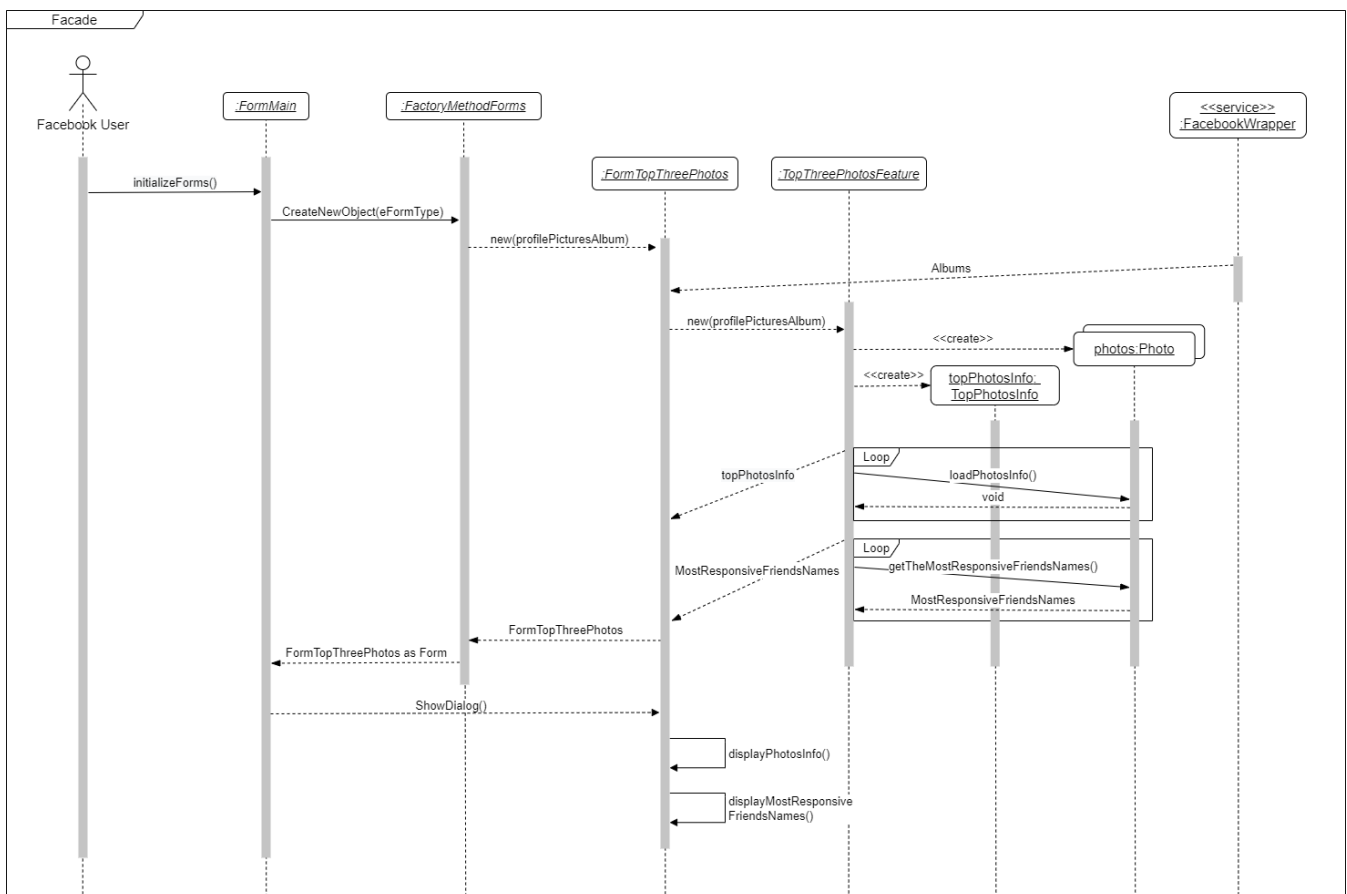 Facade
Facebook User
:FormMain
:FactoryMethodForms
<<service>>
:FacebookWrapper
:FormTopThreePhotos
:TopThreePhotosFeature
initializeForms()
CreateNewObject(eFormType)
new(profilePicturesAlbum)
Albums
new(profilePicturesAlbum)
<<create>>
photos:Photo
<<create>>
topPhotosInfo:
TopPhotosInfo
Loop
topPhotosInfo
loadPhotosInfo()
void
Loop
MostResponsiveFriendsNames
getTheMostResponsiveFriendsNames()
MostResponsiveFriendsNames
FormTopThreePhotos
FormTopThreePhotos as Form
ShowDialog()
displayPhotosInfo()
displayMostResponsive
FriendsNames()